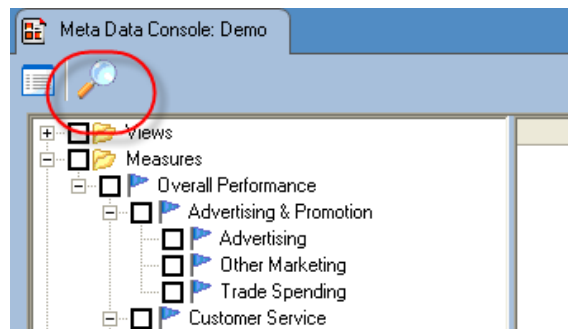 Meta Data Console: Demo
Views
Measures
Overall Performance
Advertising & Promotion
Advertising
Other Marketing
Trade Spending
Customer Service